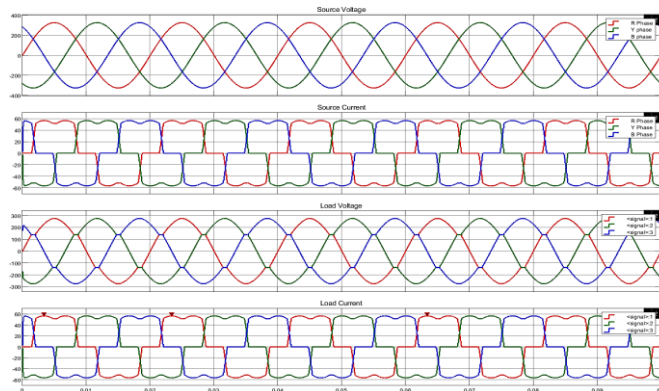 Source Voltage
400
200
0
-200
-400
R Phase
Y phase
B phase
Source Current
60
40
20
0
-20
-40
-60
R Phase
Y Phase
B Phase
Load Voltage
300
200
100
0
-100
-200
-300
<signal>:1
<signal>:2
<signal>:3
Load Current
60
40
20
0
-20
-40
-60
<signal>:1
<signal>:2
<signal>:3
0 0.01 0.02 0.03 0.04 0.05 0.06 0.07 0.08 0.09